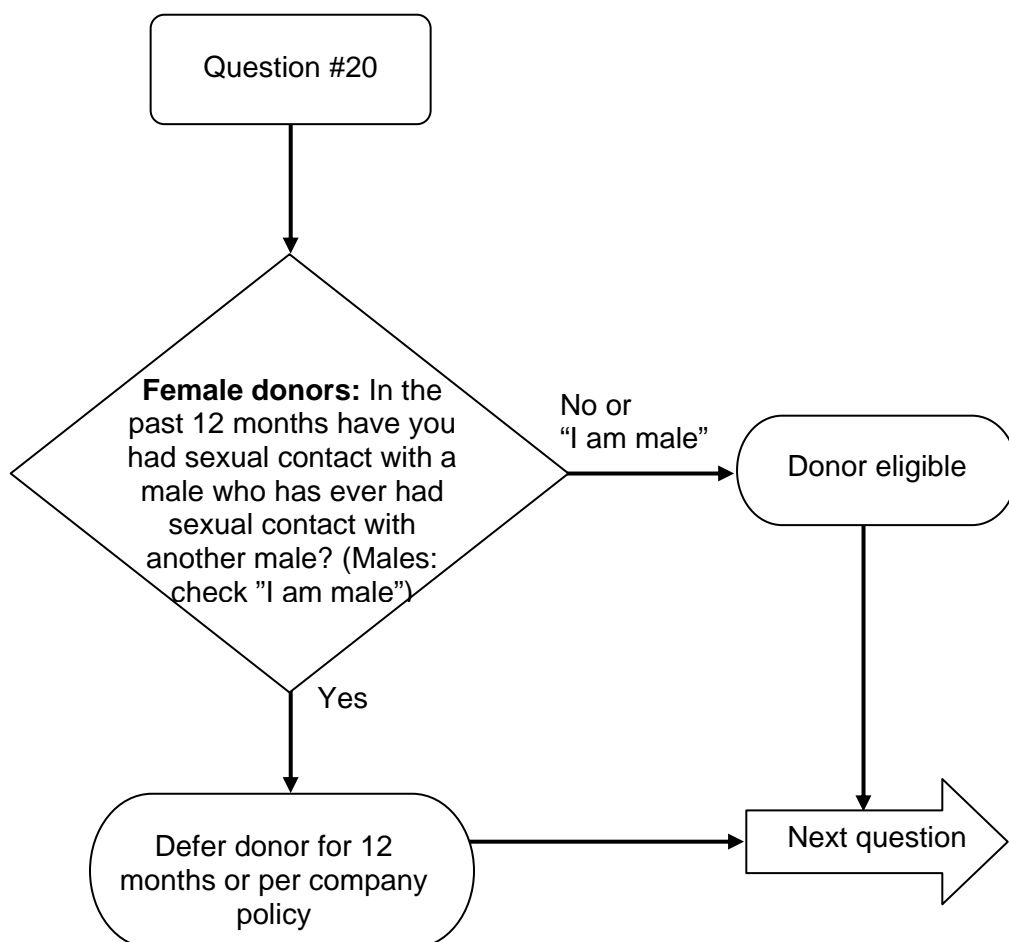 Question #20
Female donors: In the
past 12 months have you
had sexual contact with a
male who has ever had
sexual contact with
another male? (Males:
check ”I am male”)
No or
“I am male”
Donor eligible
Yes
Defer donor for 12
months or per company
policy
Next question